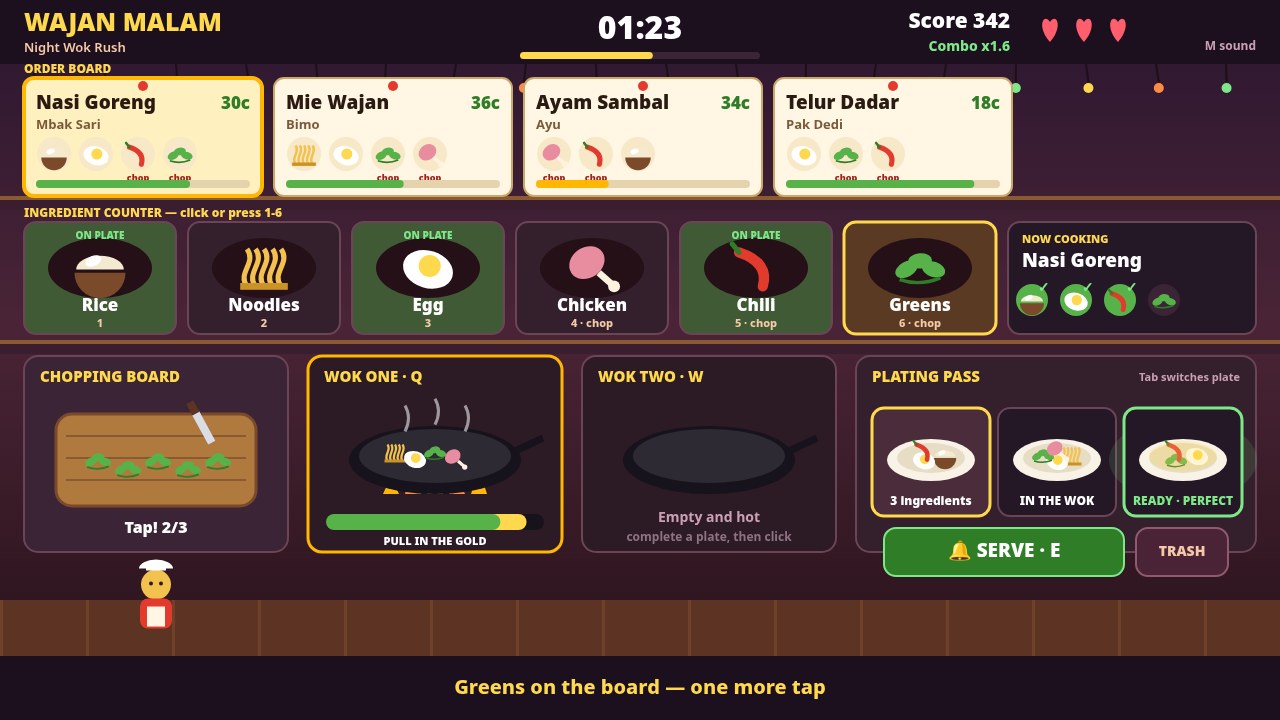 WAJAN MALAM
Night Wok Rush
01:23
Score 342
Combo x1.6
M sound
ORDER BOARD
Nasi Goreng 30c
Mbak Sari
chop chop
Mie Wajan 36c
Bimo
chop chop
Ayam Sambal 34c
Ayu
chop chop
Telur Dadar 18c
Pak Dedi
chop chop
INGREDIENT COUNTER — click or press 1-6
ON PLATE
Rice
1
Noodles
2
ON PLATE
Egg
3
Chicken
4 · chop
ON PLATE
Chili
5 · chop
Greens
6 · chop
NOW COOKING
Nasi Goreng
CHOPPING BOARD
Tap! 2/3
WOK ONE · Q
PULL IN THE GOLD
WOK TWO · W
Empty and hot
complete a plate, then click
PLATING PASS
Tab switches plate
3 ingredients
IN THE WOK
READY · PERFECT
SERVE · E
TRASH
Greens on the board — one more tap